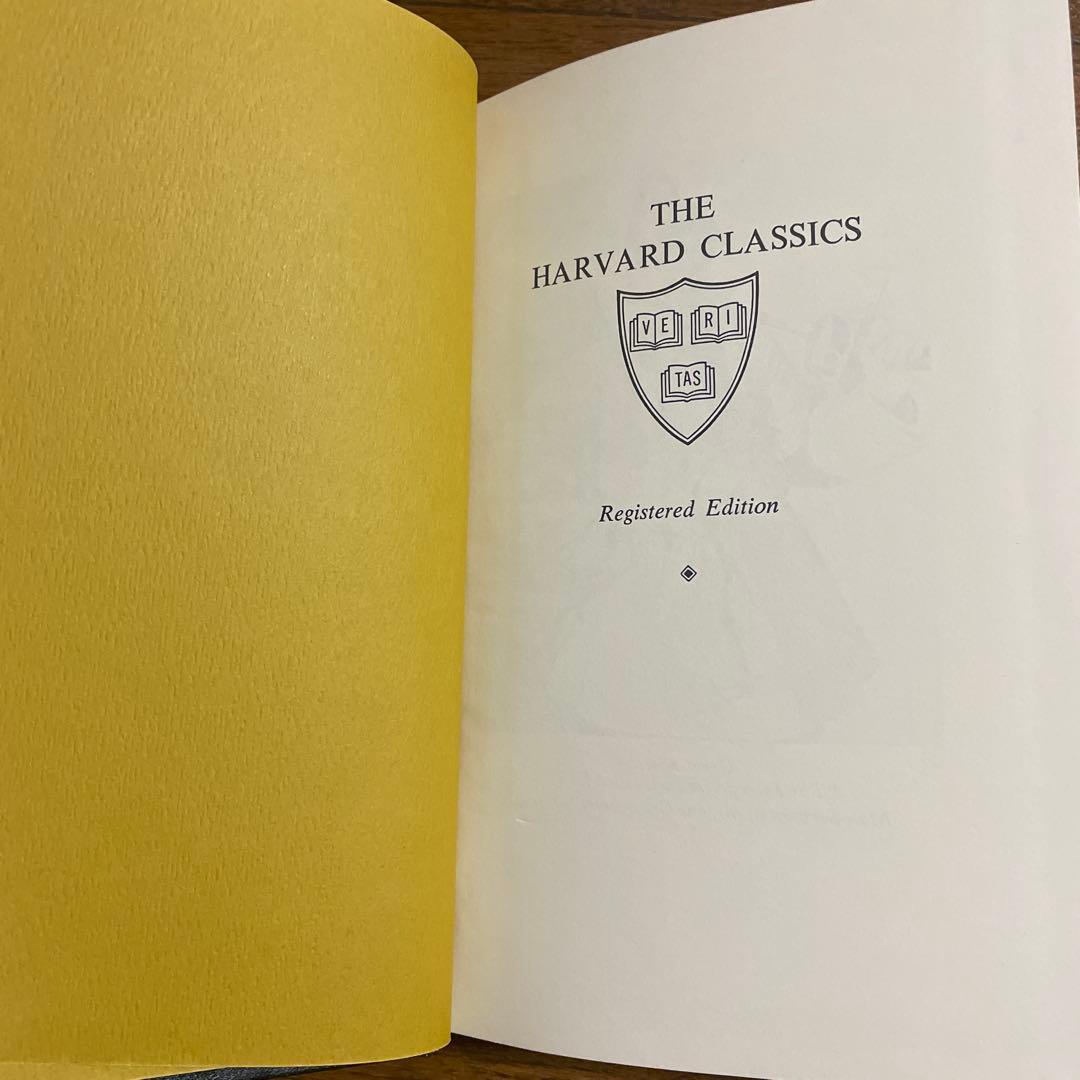 THE
HARVARD CLASSICS
VE RI
TAS
Registered Edition